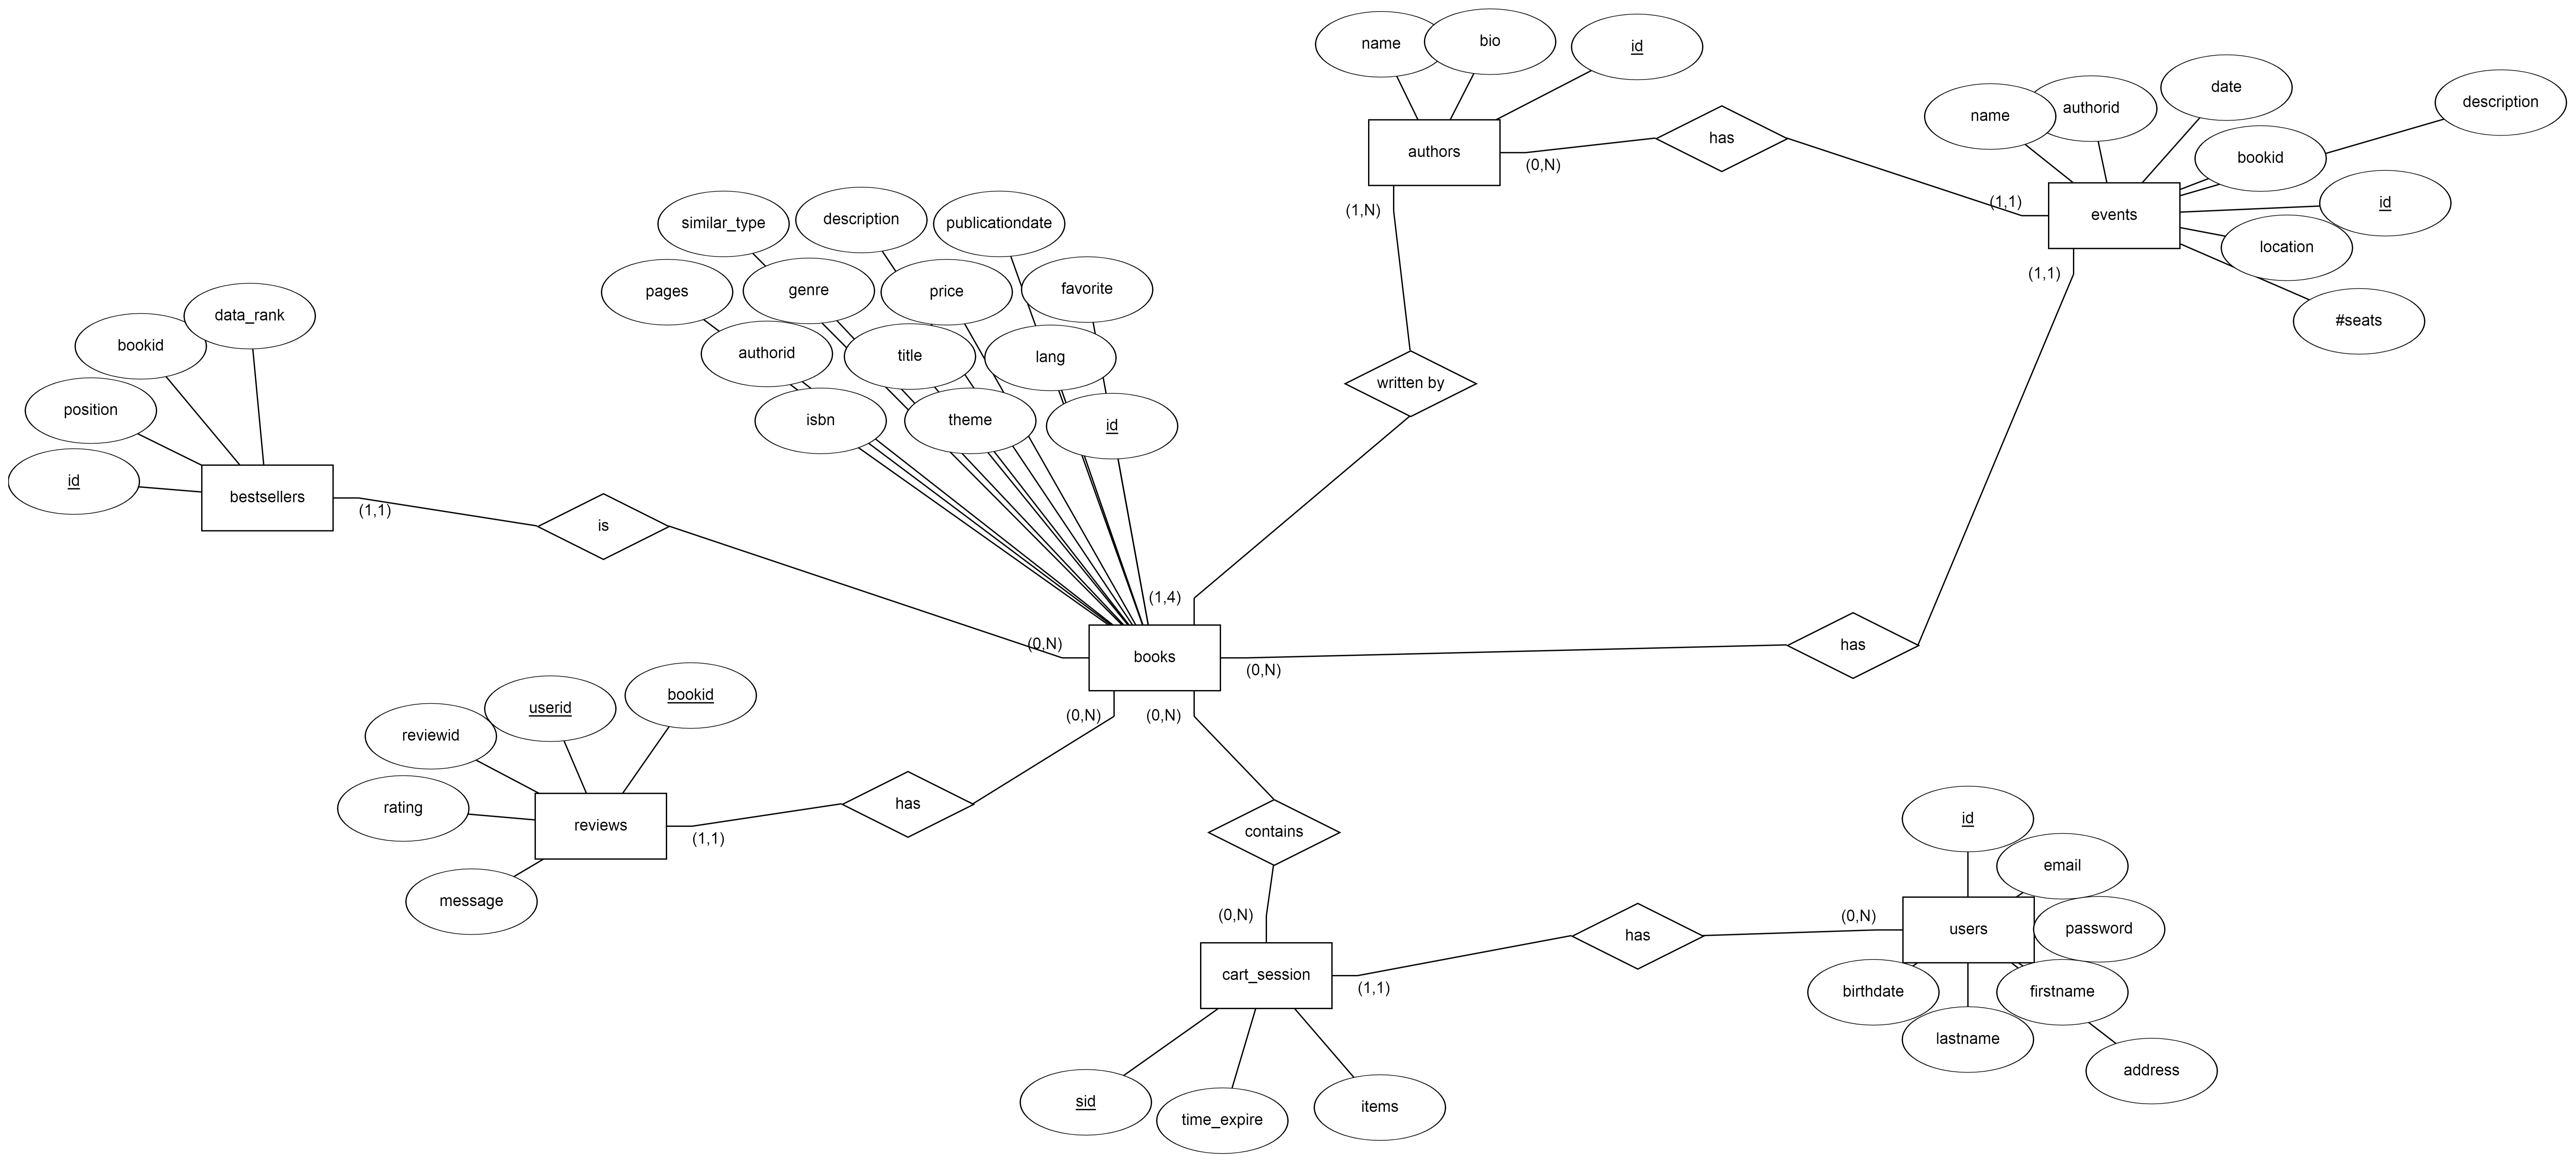 name
bio
id
authors
(0,N)
has
(1,N)
name
authorid
date
description
bookid
id
events
(1,1)
location
(1,1)
#seats
similar_type
description
publicationdate
pages
genre
price
favorite
authorid
title
lang
isbn
theme
id
written by
data_rank
bookid
position
id
bestsellers
(1,1)
is
(0,N)
(1,4)
books
(0,N)
has
(0,N)
(0,N)
bookid
userid
reviewid
rating
reviews
(1,1)
has
message
contains
(0,N)
cart_session
(1,1)
has
(0,N)
sid
time_expire
items
id
email
users
password
birthdate
firstname
lastname
address